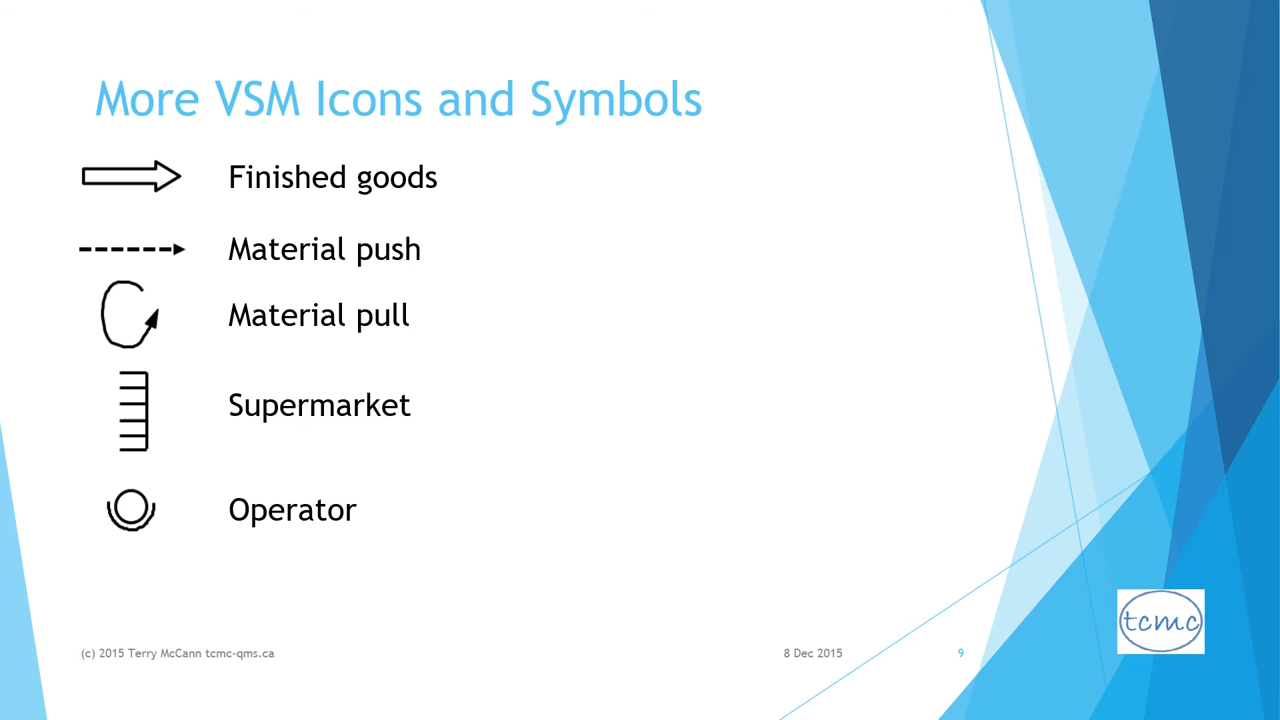 More VSM Icons and Symbols
Finished goods
Material push
Material pull
Supermarket
Operator
(c) 2015 Terry McCann tcmc-qms.ca
8 Dec 2015
9
tcmc